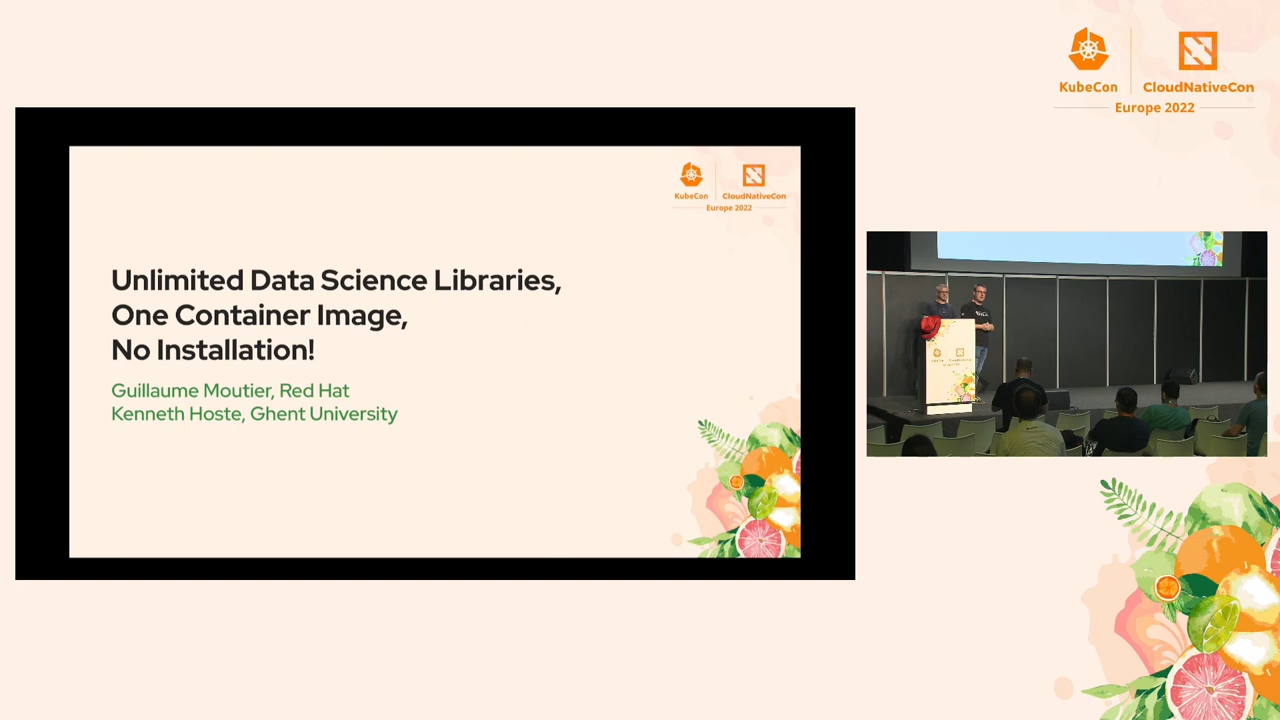 KubeCon
CloudNativeCon
Europe 2022
KubeCon
CloudNativeCon
Europe 2022
Unlimited Data Science Libraries,
One Container Image,
No Installation!
Guillaume Moutier, Red Hat
Kenneth Hoste, Ghent University